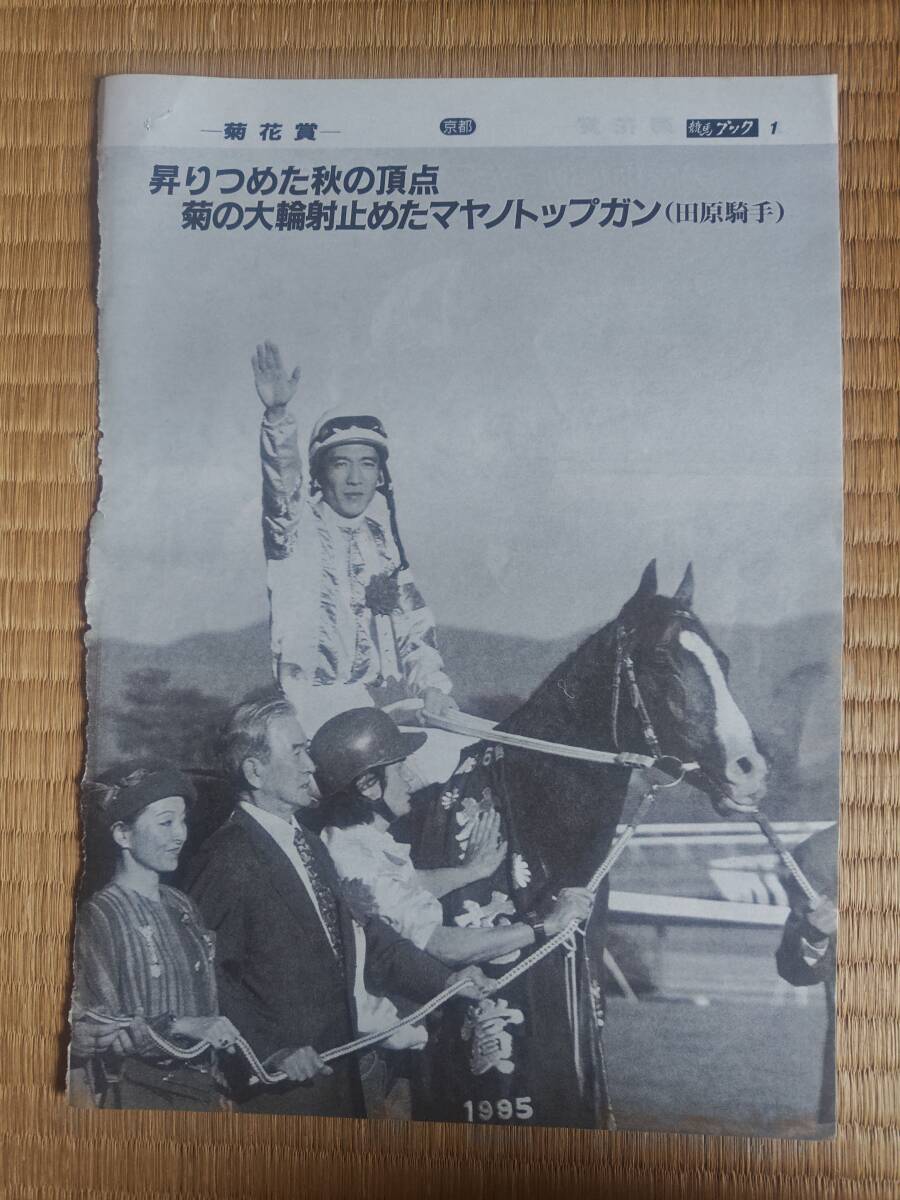 ―菊花賞―
京都
競馬ブック 1
昇りつめた秋の頂点
菊の大輪射止めたマヤノトップガン(田原騎手)
賞
1995